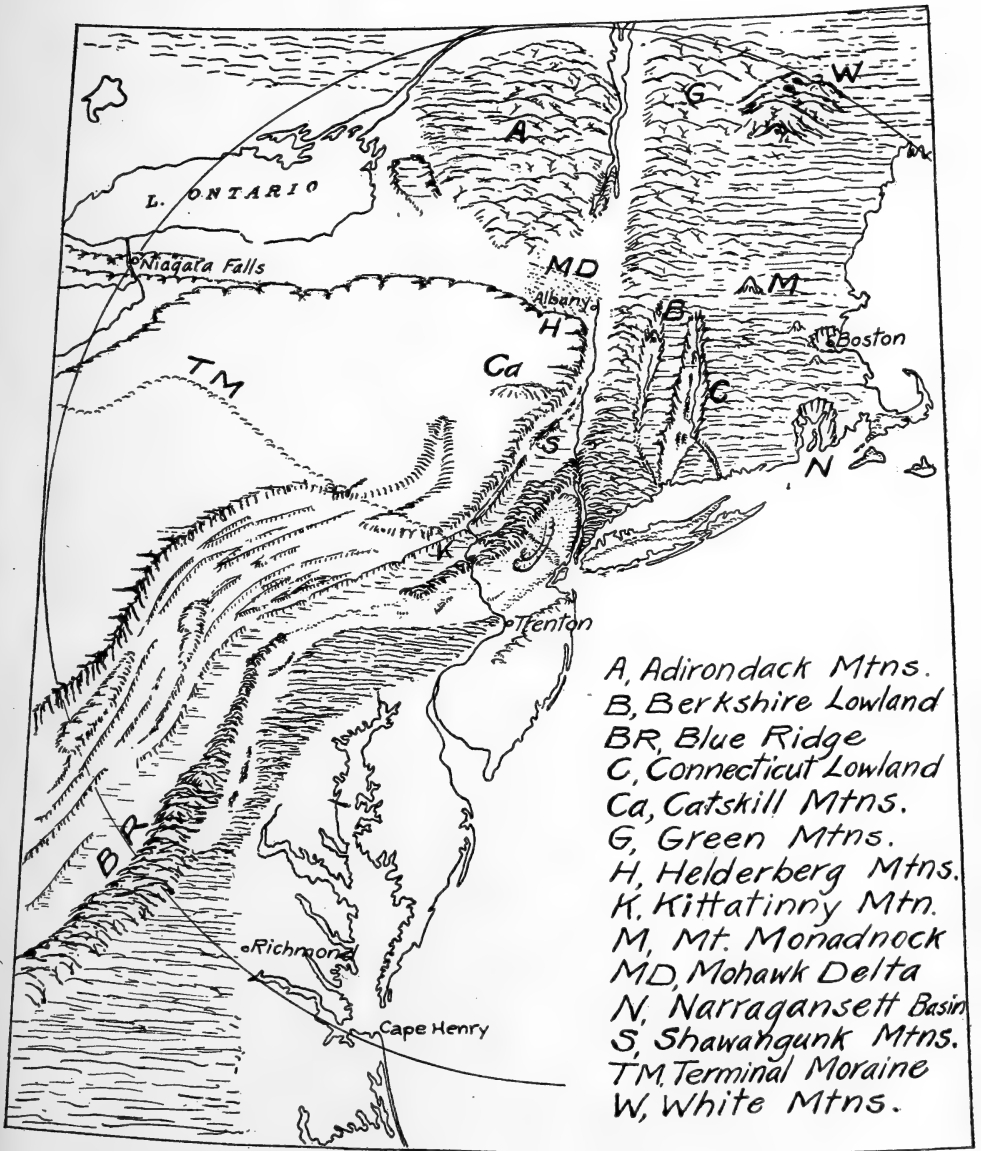 W
G
A
L. ONTARIO
Niagara Falls
MD
M
Albany
B
H
Boston
Ca
TM
C
S
N
K
Trenton
A, Adirondack Mtns.
B, Berkshire Lowland
BR, Blue Ridge
C, Connecticut Lowland
Ca, Catskill Mtns.
BR
G, Green Mtns.
H, Helderberg Mtns.
K, Kittatinny Mtn.
M, Mt. Monadnock
Richmond
MD, Mohawk Delta
N, Narragansett Basin
Cape Henry
S, Shawangunk Mtns.
TM, Terminal Moraine
W, White Mtns.